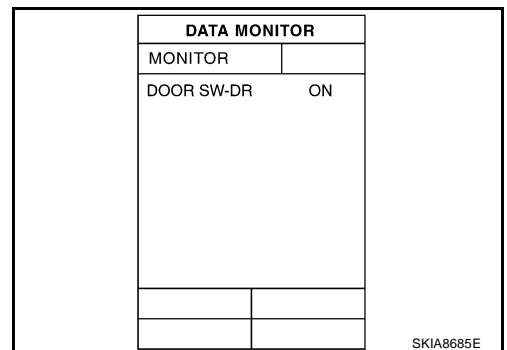 DATA MONITOR
MONITOR
DOOR SW-DR ON
SKIA8685E